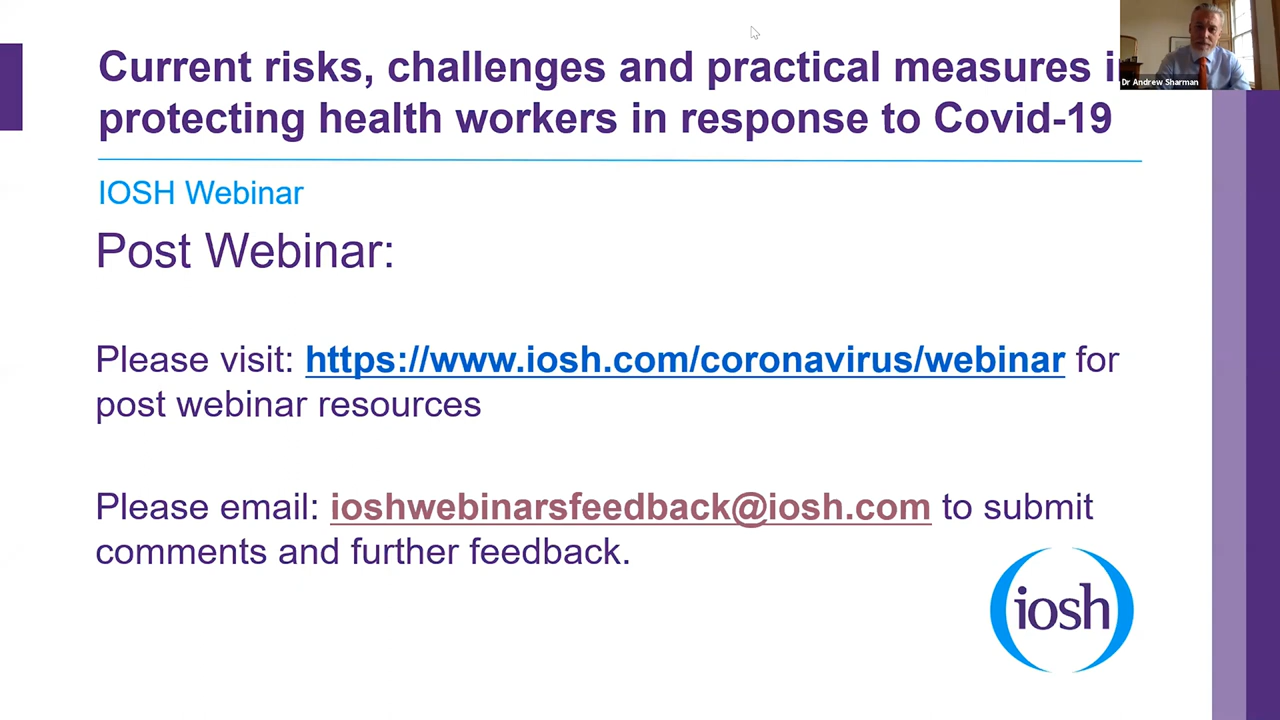 Current risks, challenges and practical measures in
protecting health workers in response to Covid-19
Dr Andrew Sharman
IOSH Webinar
Post Webinar:
Please visit: https://www.iosh.com/coronavirus/webinar for
post webinar resources
Please email: ioshwebinarsfeedback@iosh.com to submit
comments and further feedback.
iosh